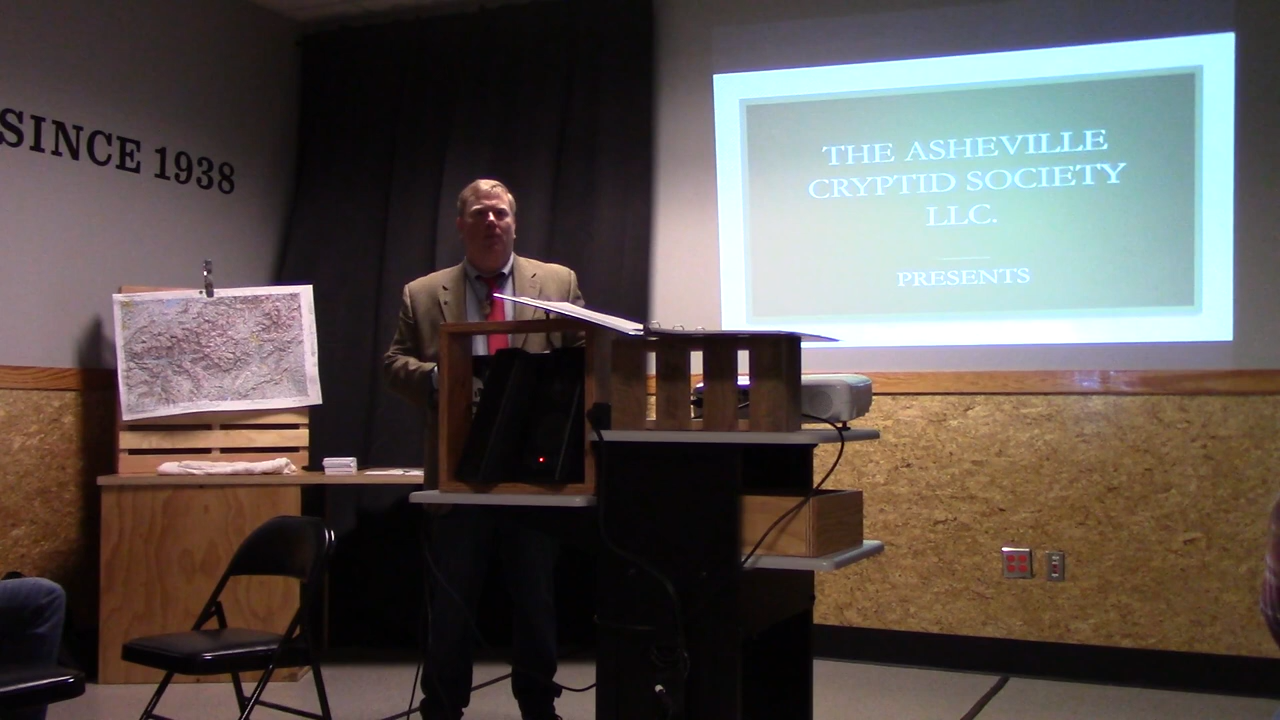 SINCE 1938
THE ASHEVILLE
CRYPTID SOCIETY
LLC.
PRESENTS